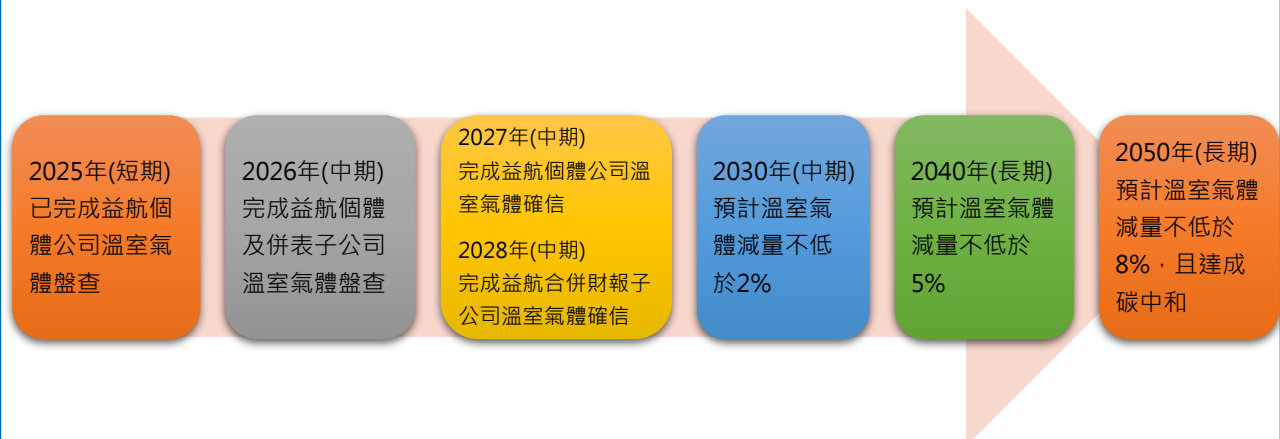 2025年(短期)
已完成益航個
體公司溫室氣
體盤查
2026年(中期)
完成益航個體
及併表子公司
溫室氣體盤查
2027年(中期)
完成益航個體公司溫
室氣體確信
2028年(中期)
完成益航合併財報子
公司溫室氣體確信
2030年(中期)
預計溫室氣
體減量不低
於2%
2040年(長期)
預計溫室氣體
減量不低於
5%
2050年(長期)
預計溫室氣體
減量不低於
8%，且達成
碳中和